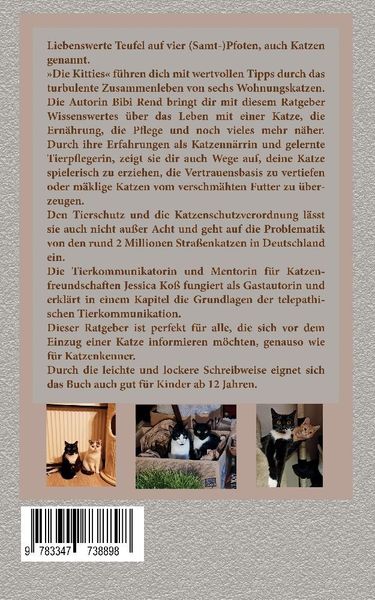 Liebenswerte Teufel auf vier (Samt-)Pfoten, auch Katzen
genannt.
»Die Kitties« führen dich mit wertvollen Tipps durch das
turbulente Zusammenleben von sechs Wohnungskatzen.
Die Autorin Bibi Rend bringt dir mit diesem Ratgeber
Wissenswertes über das Leben mit einer Katze, die
Ernährung, die Pflege und noch vieles mehr näher.
Durch ihre Erfahrungen als Katzennärrin und gelernte
Tierpflegerin, zeigt sie dir auch Wege auf, deine Katze
spielerisch zu erziehen, die Vertrauensbasis zu vertiefen
oder mäklige Katzen vom verschmähten Futter zu über-
zeugen.
Den Tierschutz und die Katzenschutzverordnung lässt
sie auch nicht außer Acht und geht auf die Problematik
von den rund 2 Millionen Straßenkatzen in Deutschland
ein.
Die Tierkommunikatorin und Mentorin für Katzen-
freundschaften Jessica Koß fungiert als Gastautorin und
erklärt in einem Kapitel die Grundlagen der telepathi-
schen Tierkommunikation.
Dieser Ratgeber ist perfekt für alle, die sich vor dem
Einzug einer Katze informieren möchten, genauso wie
für Katzenkenner.
Durch die leichte und lockere Schreibweise eignet sich
das Buch auch gut für Kinder ab 12 Jahren.
9 783347 738898